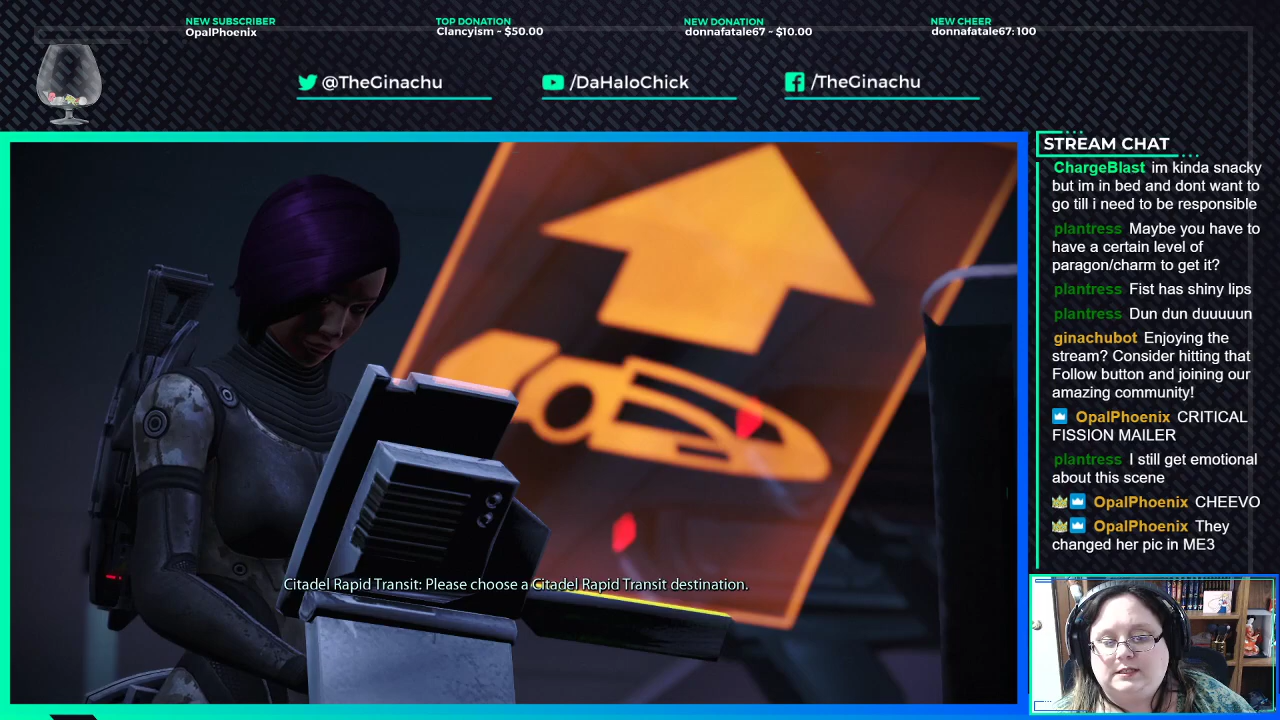 NEW SUBSCRIBER
OpalPhoenix
TOP DONATION
Clancyism ~ $50.00
NEW DONATION
donnafatale67 ~ $10.00
NEW CHEER
donnafatale67: 100
@TheGinachu
/DaHaloChick
/TheGinachu
STREAM CHAT
ChargeBlast im kinda snacky
but im in bed and dont want to
go till i need to be responsible
plantress Maybe you have to
have a certain level of
paragon/charm to get it?
plantress Fist has shiny lips
plantress Dun dun duuuuun
ginachubot Enjoying the
stream? Consider hitting that
Follow button and joining our
amazing community!
OpalPhoenix CRITICAL
FISSION MAILER
plantress I still get emotional
about this scene
OpalPhoenix CHEEVO
OpalPhoenix They
changed her pic in ME3
Citadel Rapid Transit: Please choose a Citadel Rapid Transit destination.